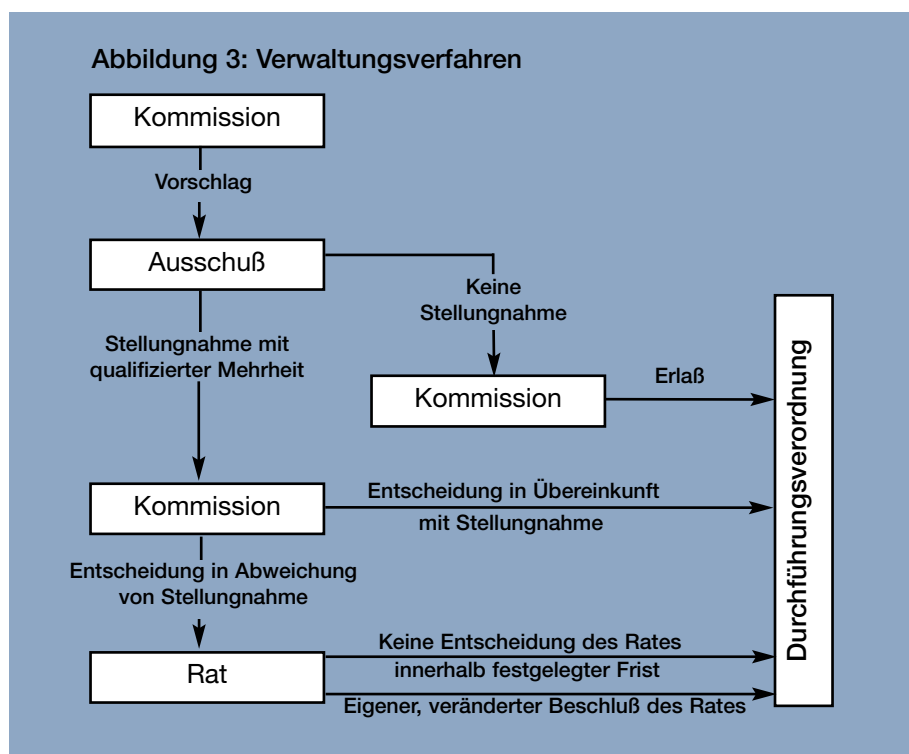 Abbildung 3: Verwaltungsverfahren
Kommission
Vorschlag
Ausschuß
Keine
Stellungnahme
Stellungnahme mit
qualifizierter Mehrheit
Kommission
Erlaß
Kommission
Entscheidung in Übereinkunft
mit Stellungnahme
Entscheidung in Abweichung
von Stellungnahme
Rat
Keine Entscheidung des Rates
innerhalb festgelegter Frist
Eigener, veränderter Beschluß des Rates
Durchführungsverordnung